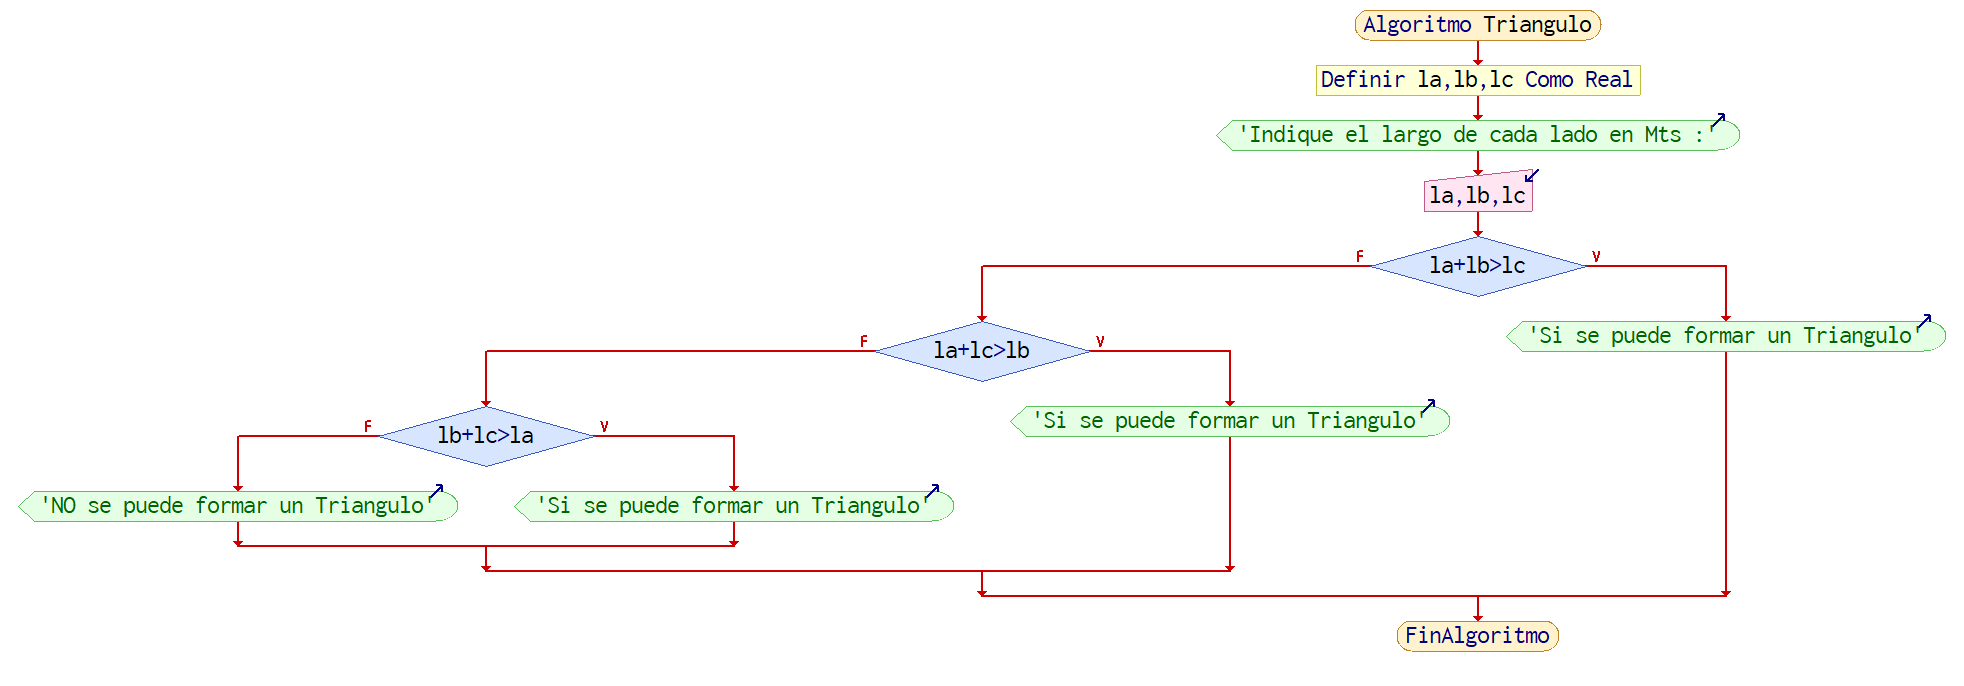 Algoritmo Triangulo
Definir la,lb,lc Como Real
'Indique el largo de cada lado en Mts :'
la,lb,lc
la+lb>lc
F
V
'Si se puede formar un Triangulo'
la+lc>lb
F
V
'Si se puede formar un Triangulo'
lb+lc>la
F
V
'NO se puede formar un Triangulo'
'Si se puede formar un Triangulo'
FinAlgoritmo